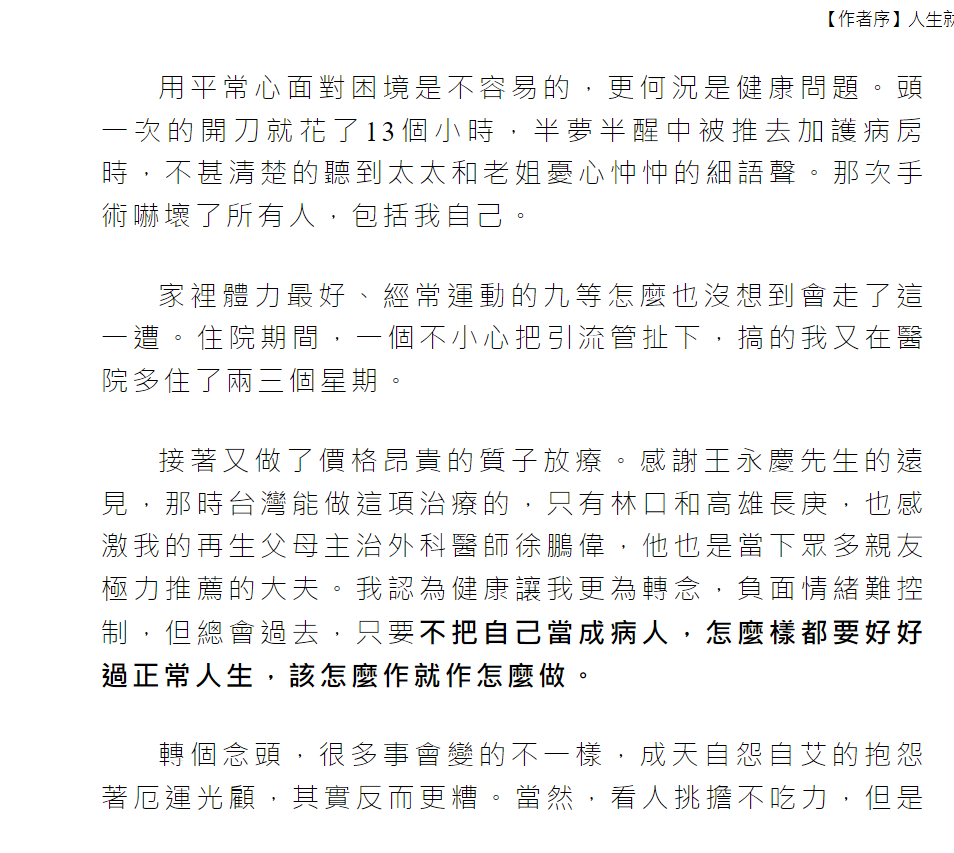 【作者序】人生就
用平常心面對困境是不容易的，更何況是健康問題。頭
一次的開刀就花了13個小時，半夢半醒中被推去加護病房
時，不甚清楚的聽到太太和老姐憂心忡忡的細語聲。那次手
術嚇壞了所有人，包括我自己。
家裡體力最好、經常運動的九等怎麼也沒想到會走了這
一遭。住院期間，一個不小心把引流管扯下，搞的我又在醫
院多住了兩三個星期。
接著又做了價格昂貴的質子放療。感謝王永慶先生的遠
見，那時台灣能做這項治療的，只有林口和高雄長庚，也感
激我的再生父母主治外科醫師徐鵬偉，他也是當下眾多親友
極力推薦的大夫。我認為健康讓我更為轉念，負面情緒難控
制，但總會過去，只要不把自己當成病人，怎麼樣都要好好
過正常人生，該怎麼作就作怎麼做。
轉個念頭，很多事會變的不一樣，成天自怨自艾的抱怨
著厄運光顧，其實反而更糟。當然，看人挑擔不吃力，但是